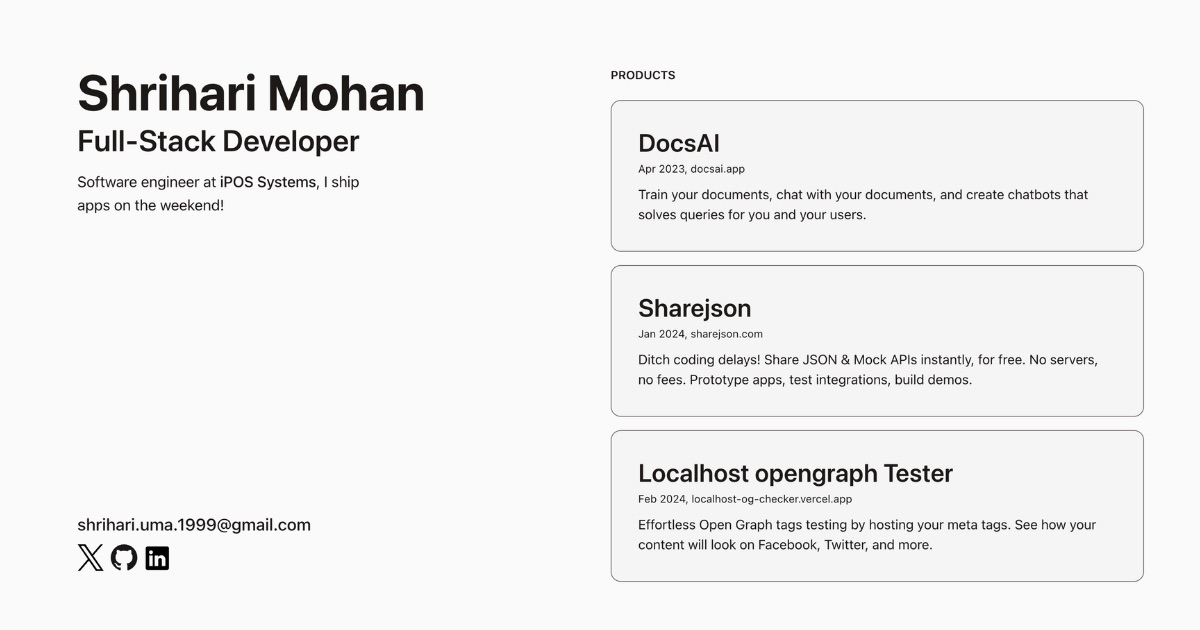 Shrihari Mohan
Full-Stack Developer
Software engineer at iPOS Systems, I ship
apps on the weekend!
shrihari.uma.1999@gmail.com
PRODUCTS
DocsAI
Apr 2023, docsai.app
Train your documents, chat with your documents, and create chatbots that
solves queries for you and your users.
Sharejson
Jan 2024, sharejson.com
Ditch coding delays! Share JSON & Mock APIs instantly, for free. No servers,
no fees. Prototype apps, test integrations, build demos.
Localhost opengraph Tester
Feb 2024, localhost-og-checker.vercel.app
Effortless Open Graph tags testing by hosting your meta tags. See how your
content will look on Facebook, Twitter, and more.